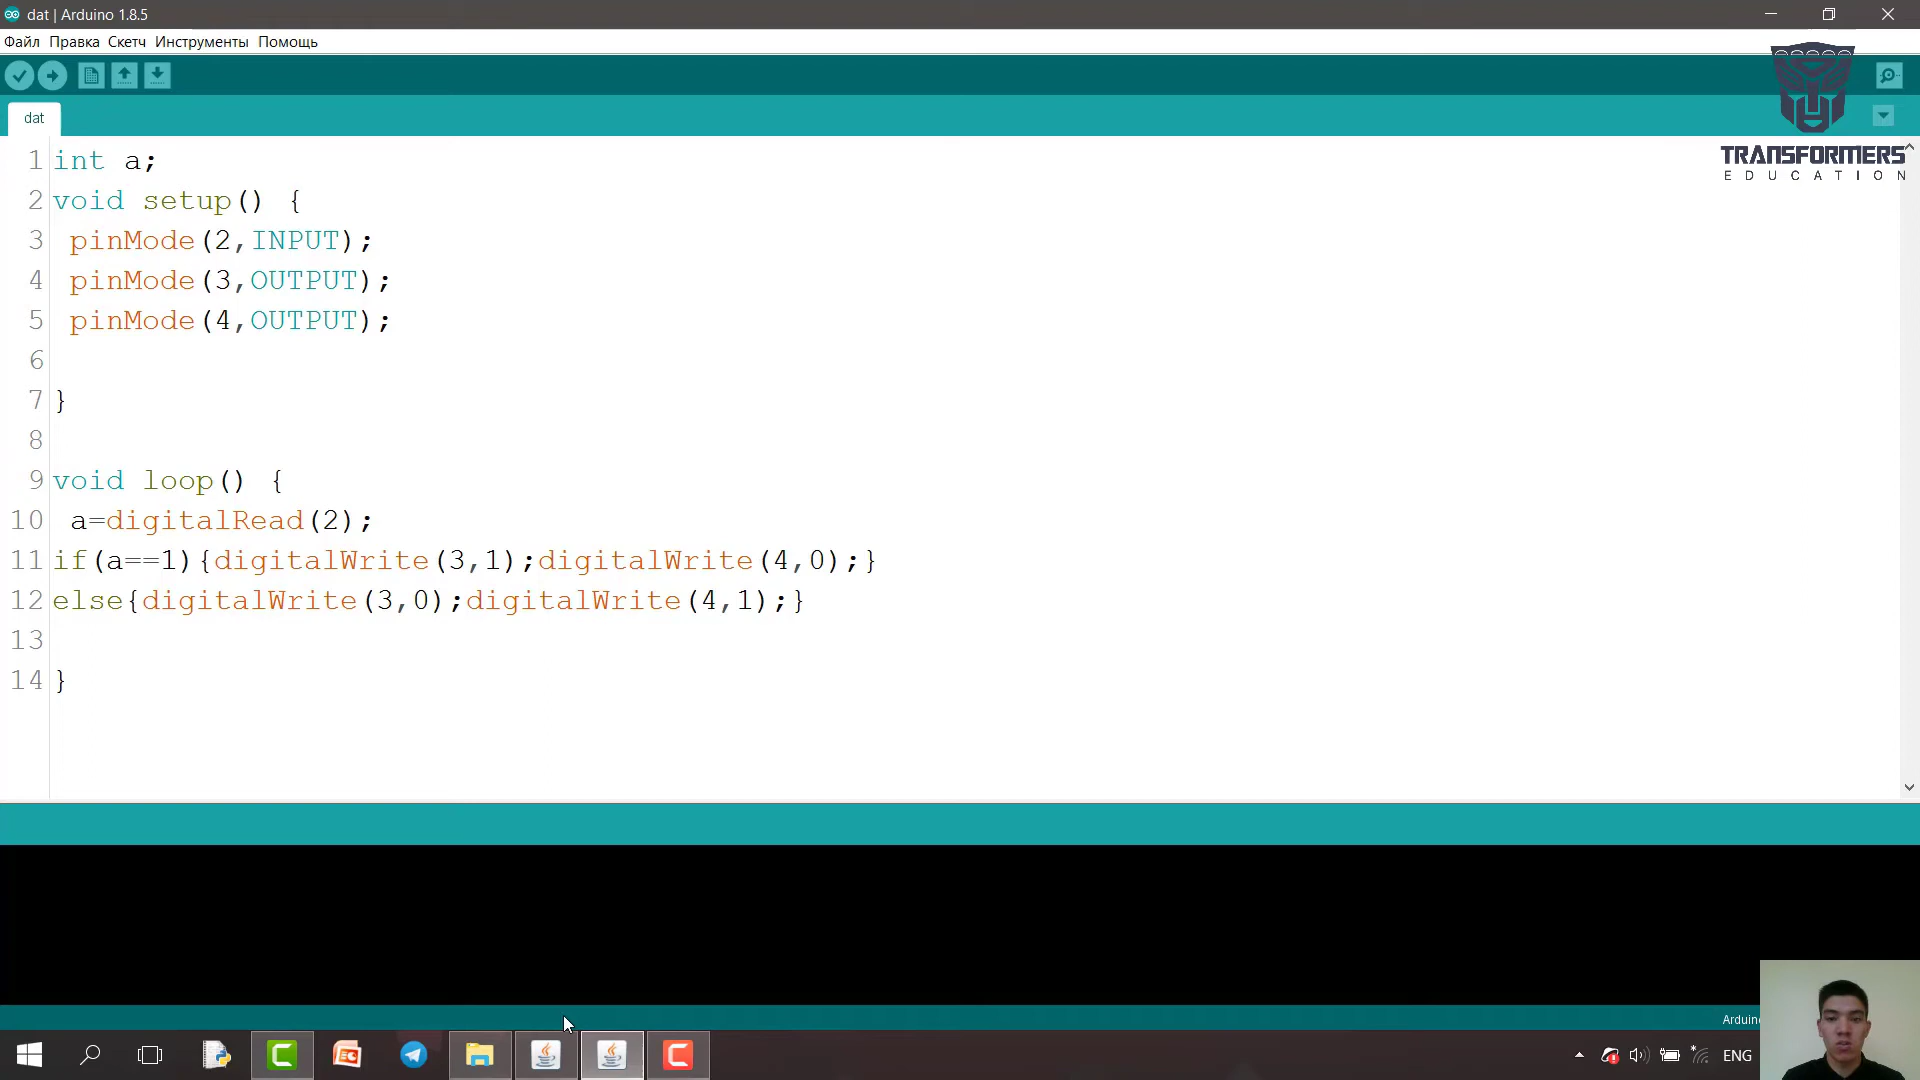 dat | Arduino 1.8.5
Файл Правка Скетч Инструменты Помощь
dat
TRANSFORMERS
EDUCATION
1 int a;
2 void setup() {
3 pinMode(2,INPUT);
4 pinMode(3,OUTPUT);
5 pinMode(4,OUTPUT);
6
7 }
8
9 void loop() {
10 a=digitalRead(2);
11 if(a==1){digitalWrite(3,1);digitalWrite(4,0);}
12 else{digitalWrite(3,0);digitalWrite(4,1);}
13
14 }
ENG